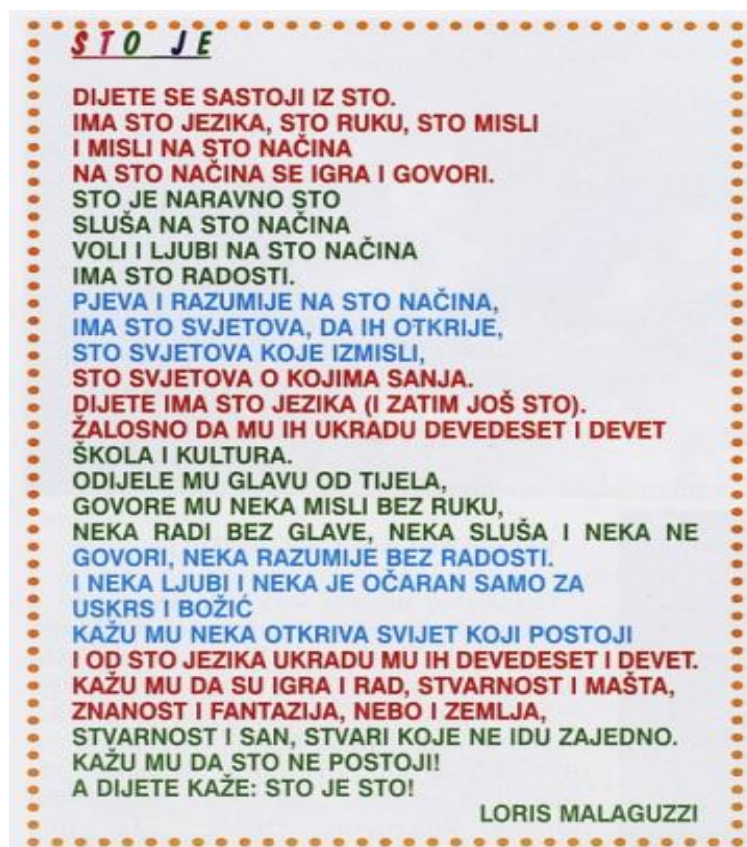 STO JE
DIJETE SE SASTOJI IZ STO.
IMA STO JEZIKA, STO RUKU, STO MISLI
I MISLI NA STO NAČINA
NA STO NAČINA SE IGRA I GOVORI.
STO JE NARAVNO STO
SLUŠA NA STO NAČINA
VOLI I LJUBI NA STO NAČINA
IMA STO RADOSTI.
PJEVA I RAZUMIJE NA STO NAČINA,
IMA STO SVJETOVA, DA IH OTKRIJE,
STO SVJETOVA KOJE IZMISLI,
STO SVJETOVA O KOJIMA SANJA.
DIJETE IMA STO JEZIKA (I ZATIM JOŠ STO).
ŽALOSNO DA MU IH UKRADU DEVEDESET I DEVET
ŠKOLA I KULTURA.
ODIJELE MU GLAVU OD TIJELA,
GOVORE MU NEKA MISLI BEZ RUKU,
NEKA RADI BEZ GLAVE, NEKA SLUŠA I NEKA NE
GOVORI, NEKA RAZUMIJE BEZ RADOSTI.
I NEKA LJUBI I NEKA JE OČARAN SAMO ZA
USKRS I BOŽIĆ
KAŽU MU NEKA OTKRIVA SVIJET KOJI POSTOJI
I OD STO JEZIKA UKRADU MU IH DEVEDESET I DEVET.
KAŽU MU DA SU IGRA I RAD, STVARNOST I MAŠTA,
ZNANOST I FANTAZIJA, NEBO I ZEMLJA,
STVARNOST I SAN, STVARI KOJE NE IDU ZAJEDNO.
KAŽU MU DA STO NE POSTOJI!
A DIJETE KAŽE: STO JE STO!
LORIS MALAGUZZI